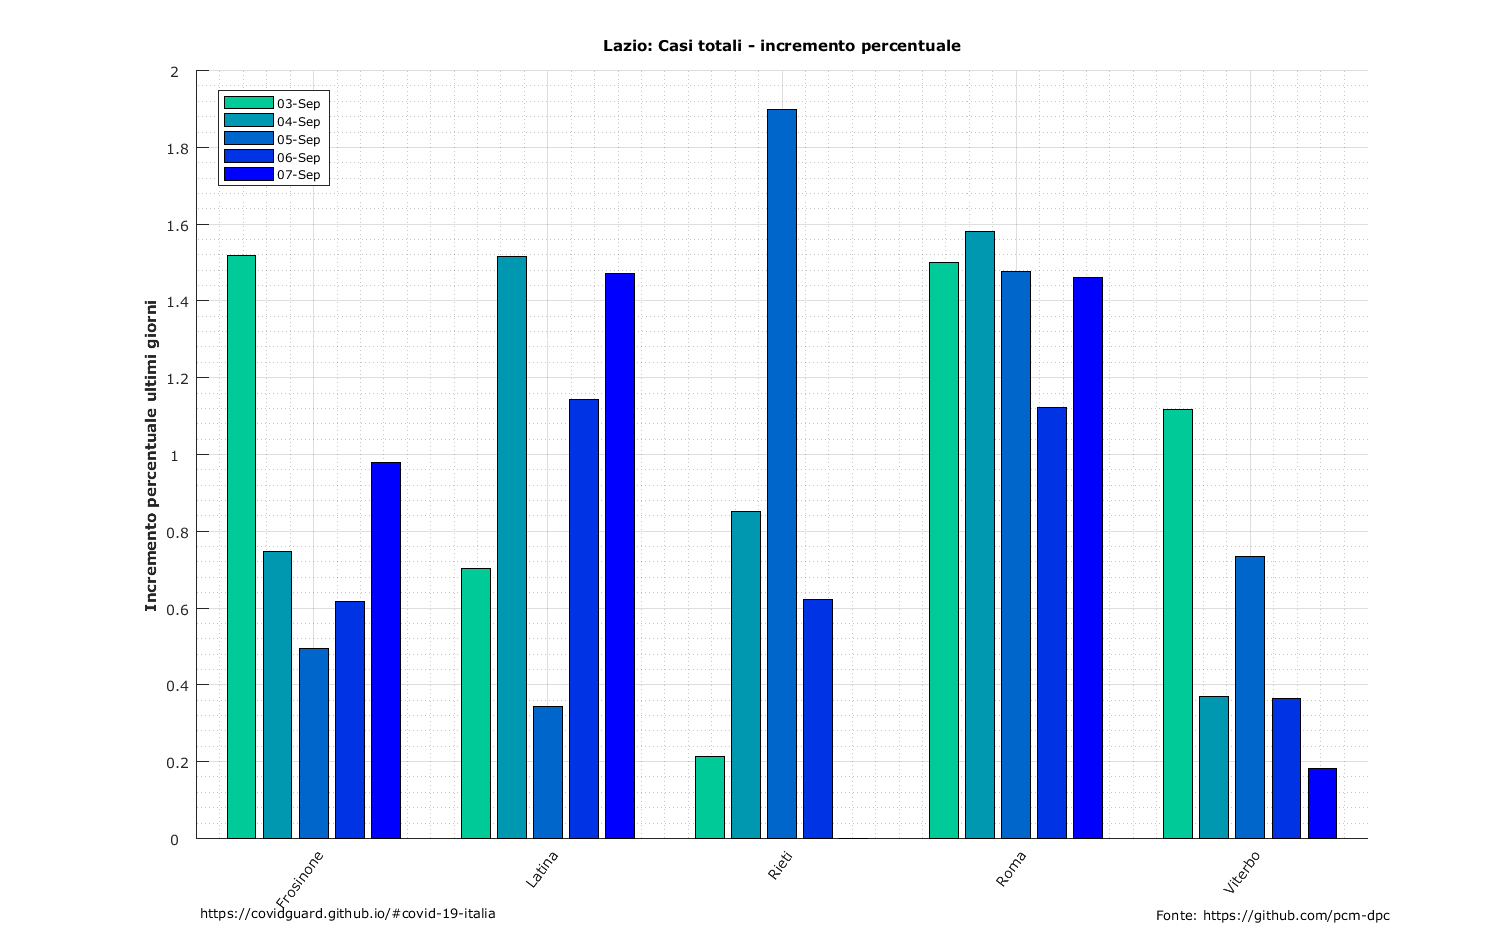 Lazio: Casi totali - incremento percentuale
Incremento percentuale ultimi giorni
2
1.8
1.6
1.4
1.2
1
0.8
0.6
0.4
0.2
0
03-Sep
04-Sep
05-Sep
06-Sep
07-Sep
Frosinone
Latina
Rieti
Roma
Viterbo
https://covidguard.github.io/#covid-19-italia
Fonte: https://github.com/pcm-dpc